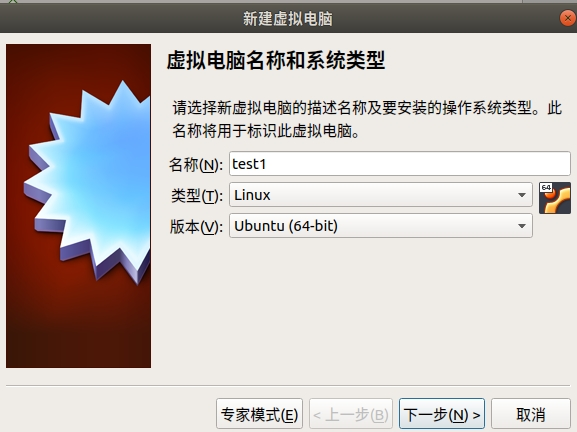 新建虚拟电脑
虚拟电脑名称和系统类型
请选择新虚拟电脑的描述名称及要安装的操作系统类型。此
名称将用于标识此虚拟电脑。
名称(N): test1
类型(T): Linux
64
版本(V): Ubuntu (64-bit)
专家模式(E) < 上一步(B) 下一步(N) > 取消